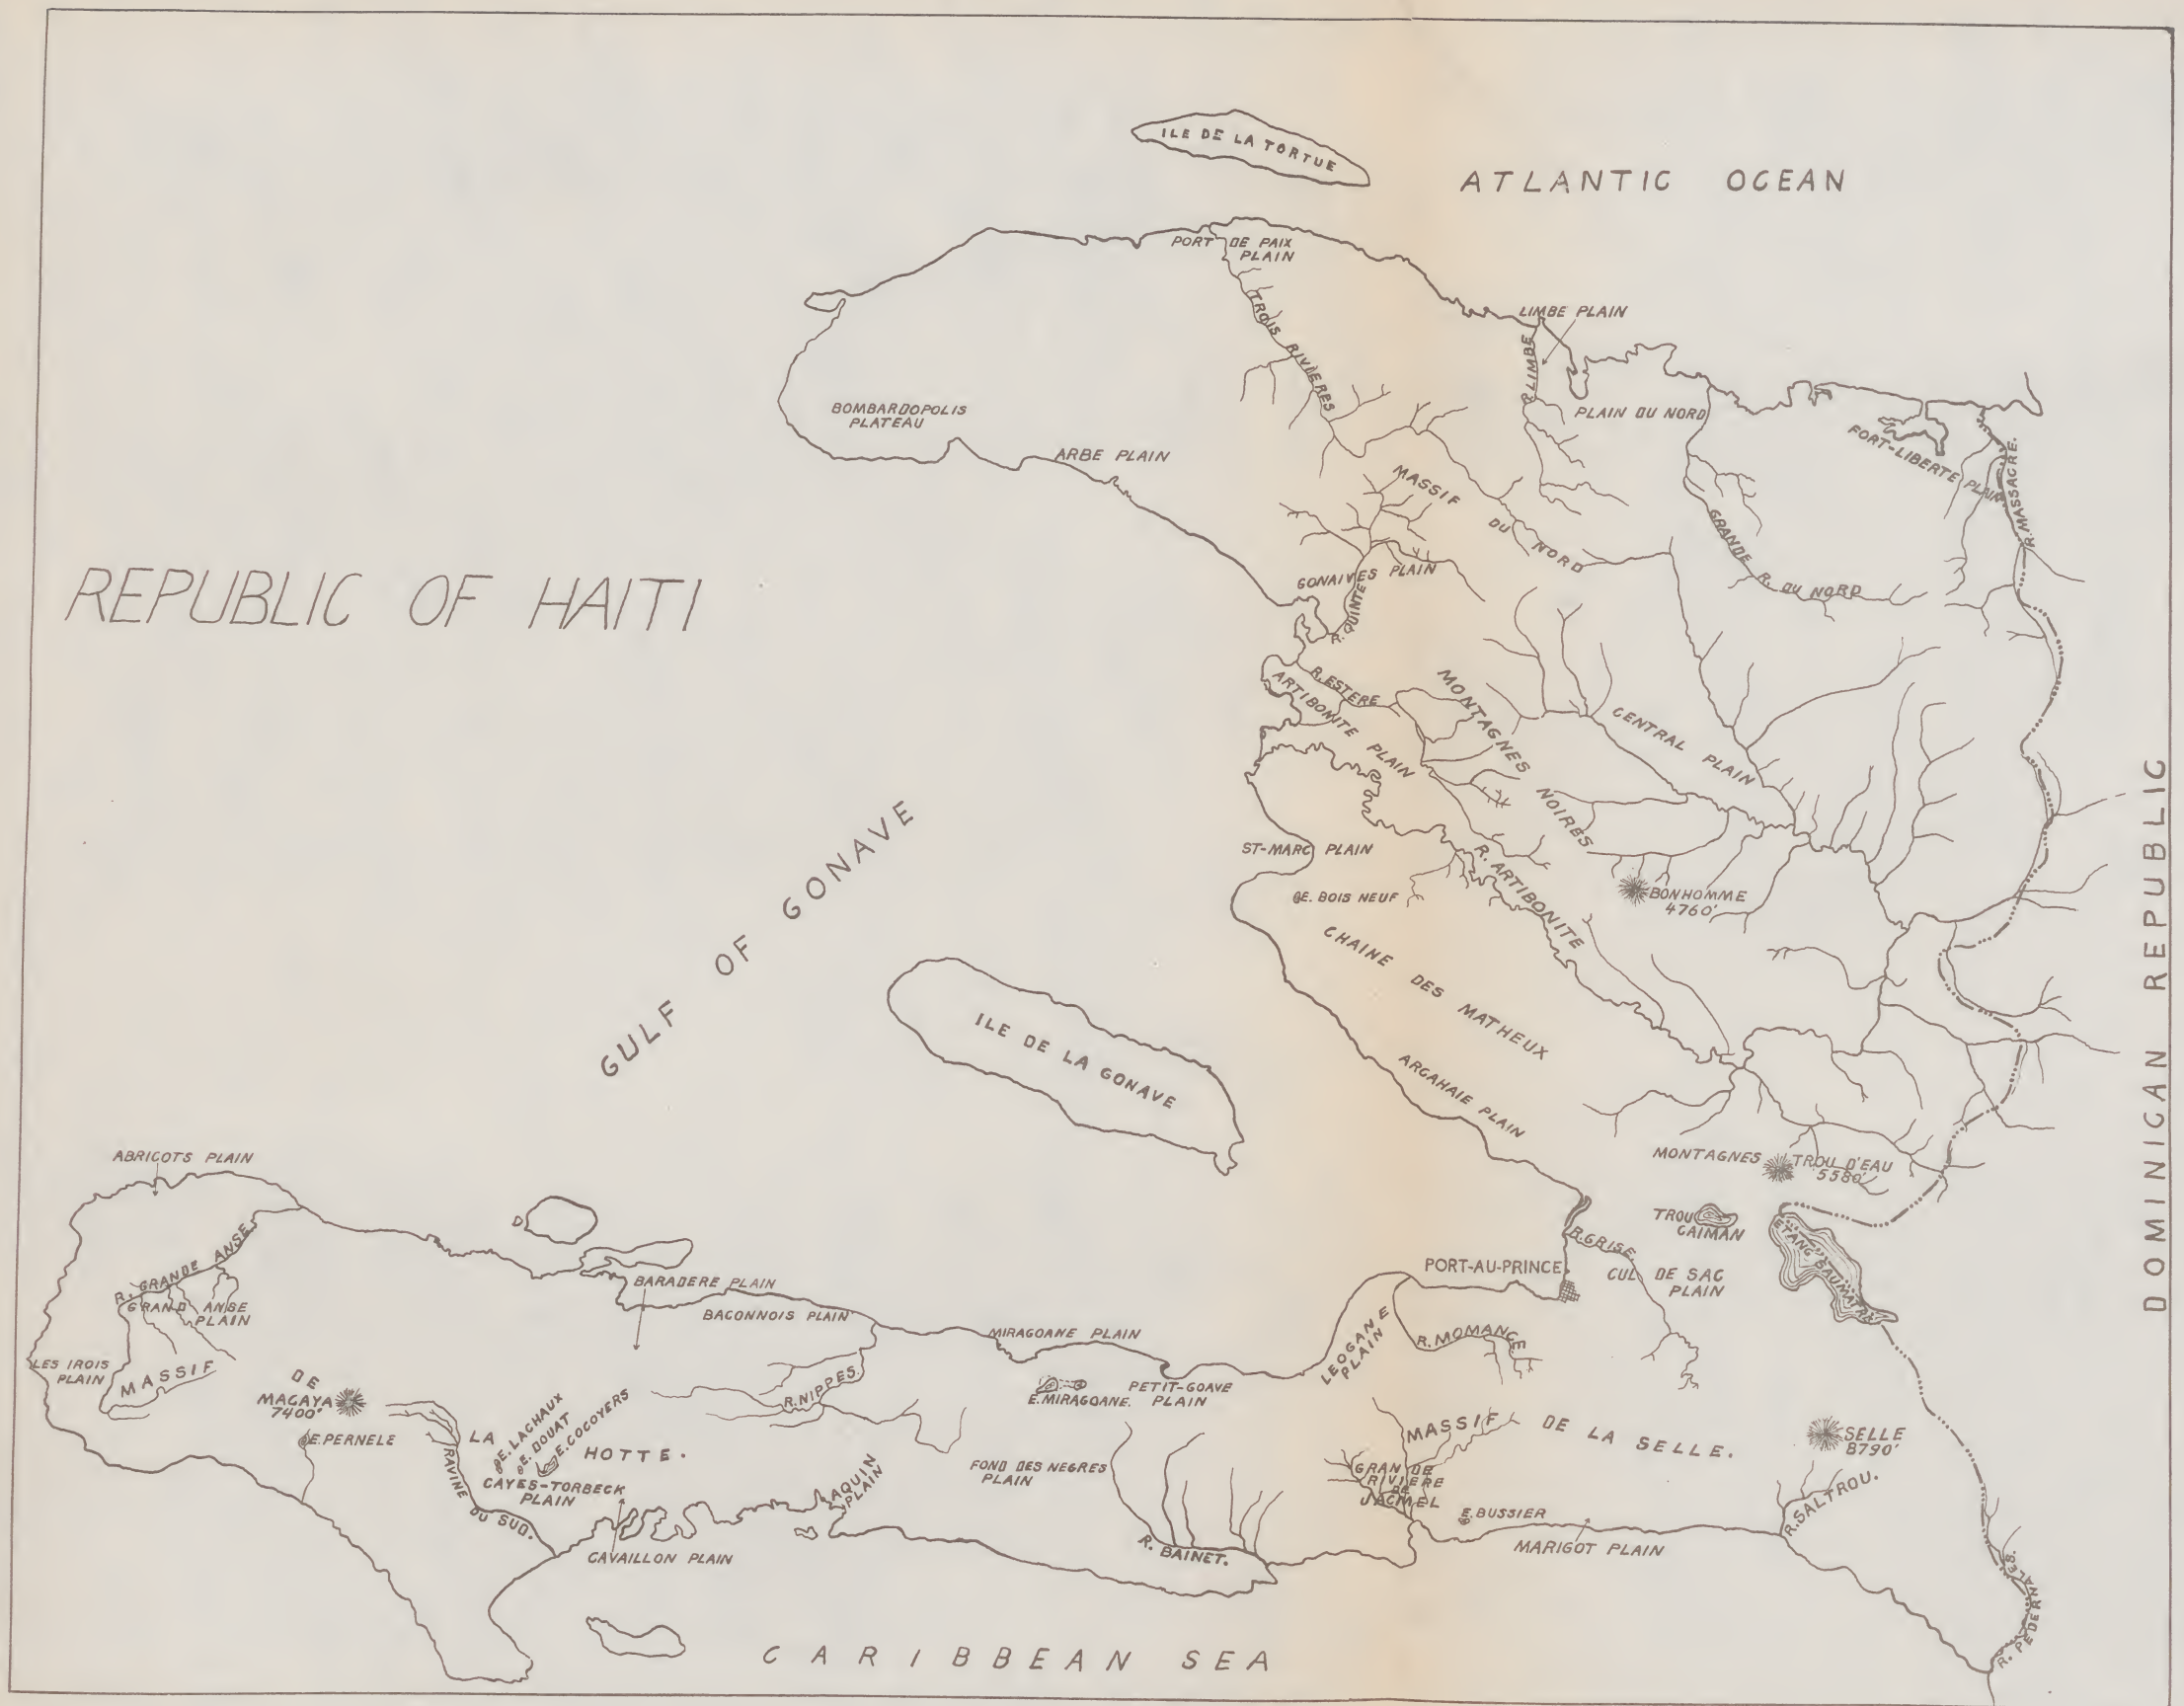 ILE DE LA TORTUE
ATLANTIC OCEAN
PORT DE PAIX
PLAIN
TROIS RIVIERES
LIMBE PLAIN
R. LIMBE
PLAIN DU NORD
BOMBARDOPOLIS
PLATEAU
ARBE PLAIN
FORT-LIBERTE PLAIN
R. MASSACRE.
MASSIF DU NORD
GRANDE R. DU NORD
REPUBLIC OF HAITI
GONAIVES PLAIN
R. QUINTE
R. ESTERE
ARTIBONITE PLAIN
MONTAGNES NOIRES
CENTRAL PLAIN
DOMINICAN REPUBLIC
GULF OF GONAVE
ST-MARC PLAIN
E. BOIS NEUF
R. ARTIBONITE
BONHOMME
4760'
CHAINE DES MATHEUX
ILE DE LA GONAVE
ARCAHAIE PLAIN
ABRICOTS PLAIN
MONTAGNES TROU D'EAU
5580'
TROU
CAIMAN
ETANG SAUMATRE
R. GRISE
PORT-AU-PRINCE
CUL DE SAC
PLAIN
R. GRANDE ANSE
GRAND ANSE
PLAIN
D
BARADERE PLAIN
BACONNOIS PLAIN
MIRAGOANE PLAIN
LEOGANE
PLAIN
R. MOMANCE
LES IROIS
PLAIN
MASSIF DE LA HOTTE.
MACAYA
7400'
E. PERNELE
E. LACHAUX
E. DOUAT
E. COCOYERS
R. NIPPES
E. MIRAGOANE.
PETIT-GOAVE
PLAIN
MASSIF DE LA SELLE.
SELLE
8790'
RAVINE DU SUD.
CAYES-TORBECK
PLAIN
AQUIN
PLAIN
FOND DES NEGRES
PLAIN
GRANDE
RIVIERE
DE
JACMEL
E. BUSSIER
R. SALTROU.
CAVAILLON PLAIN
R. BAINET.
MARIGOT PLAIN
R. PEDERNALES.
CARIBBEAN SEA